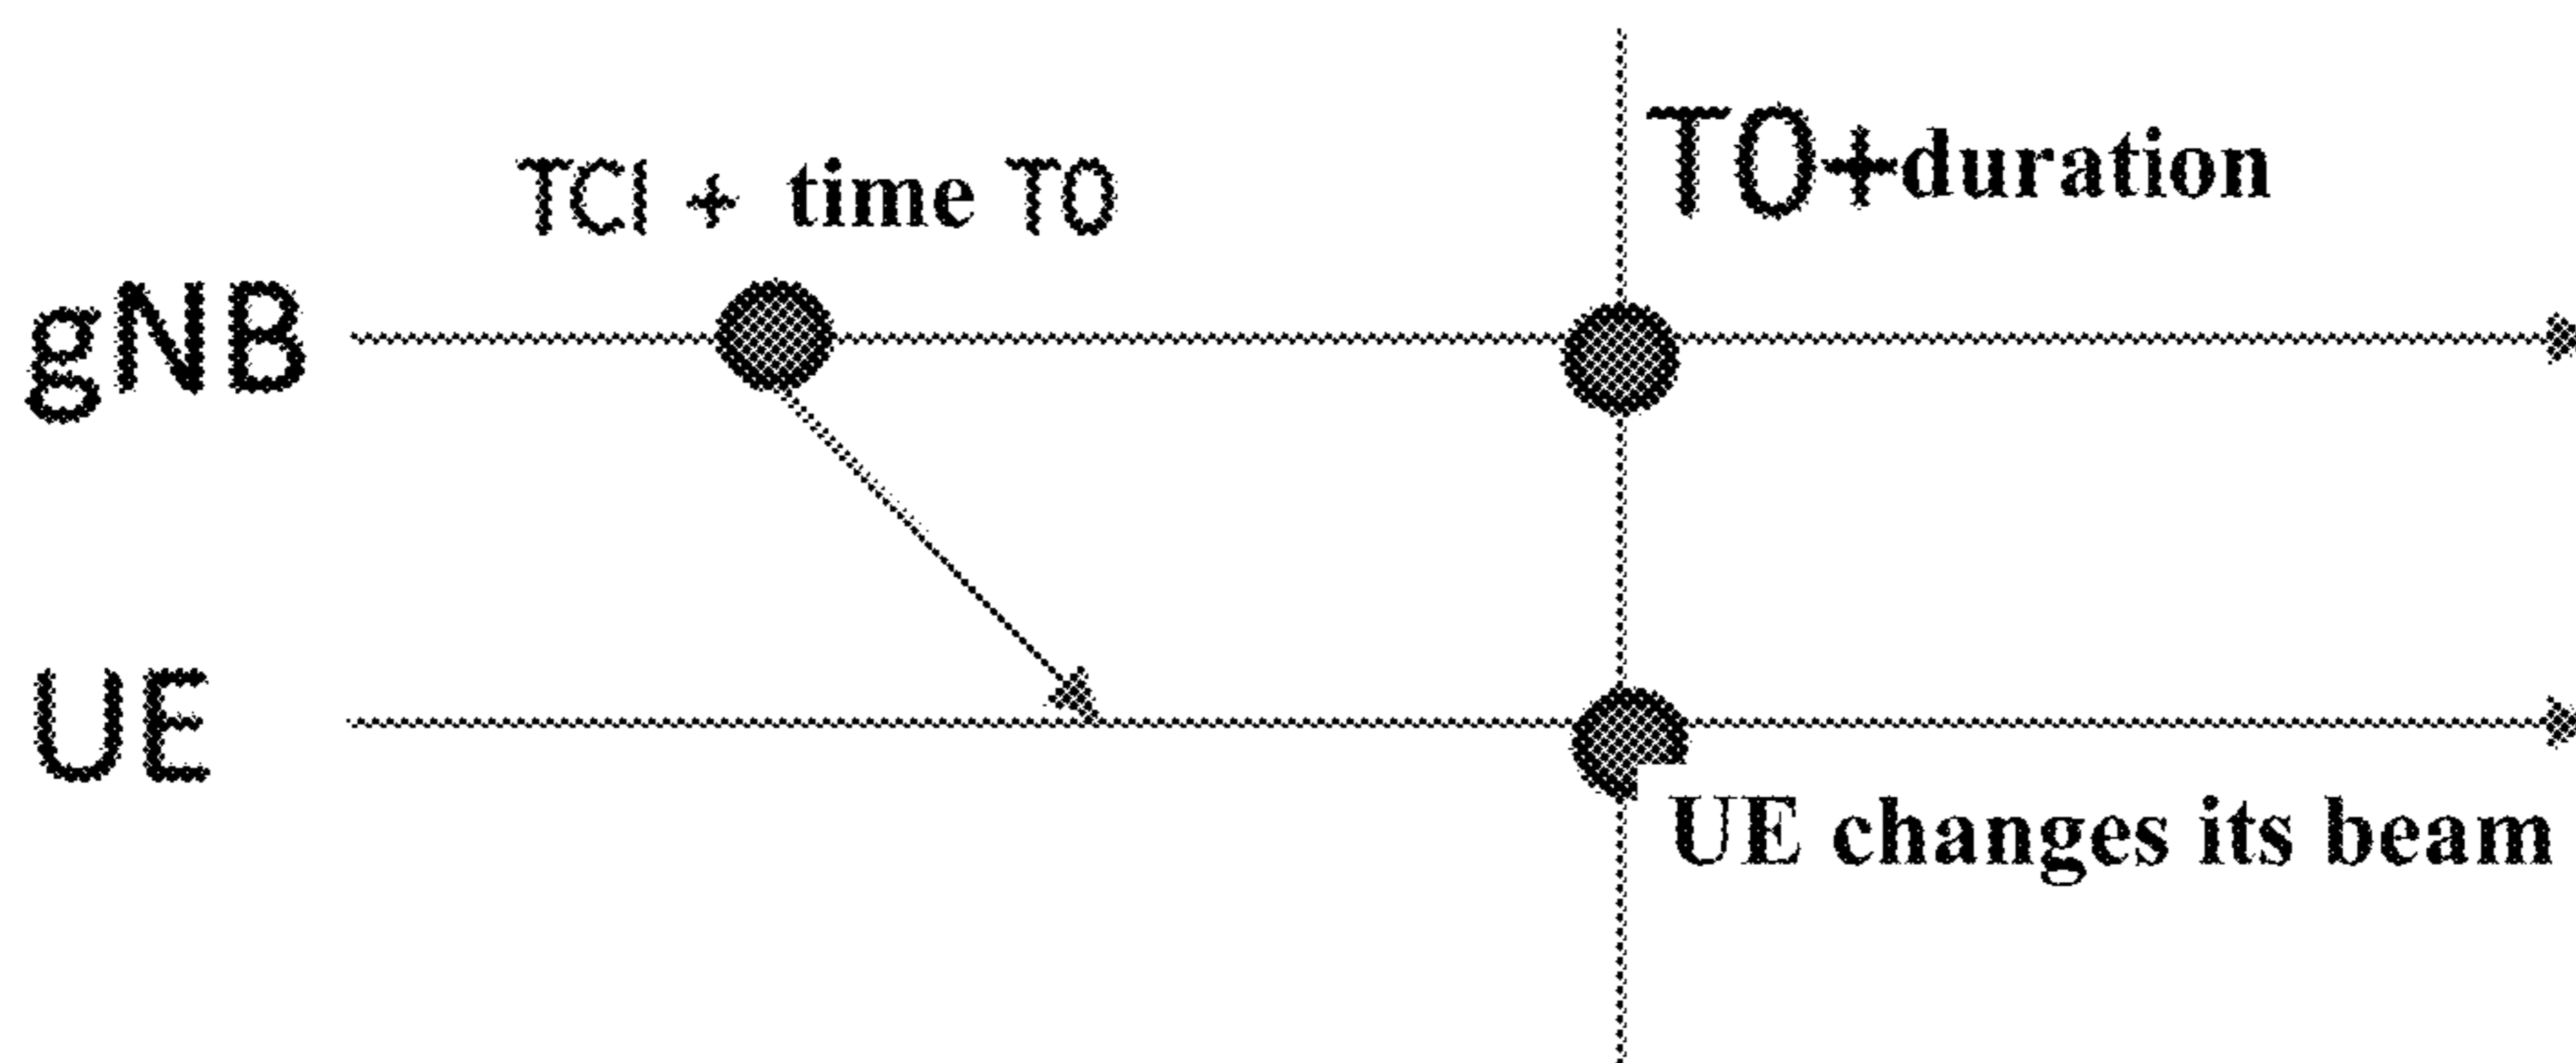 TCI + time T0
T0+duration
gNB
UE
UE changes its beam